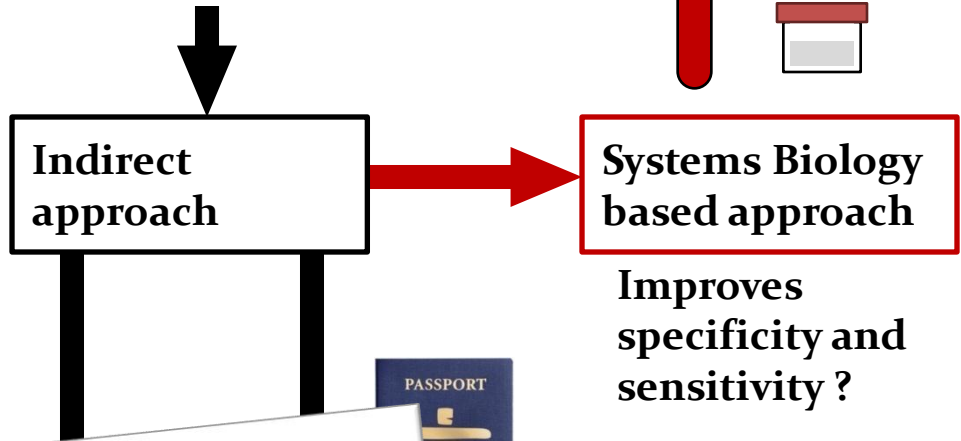 Indirect
approach
Systems Biology
based approach
Improves
specificity and
sensitivity ?
PASSPORT